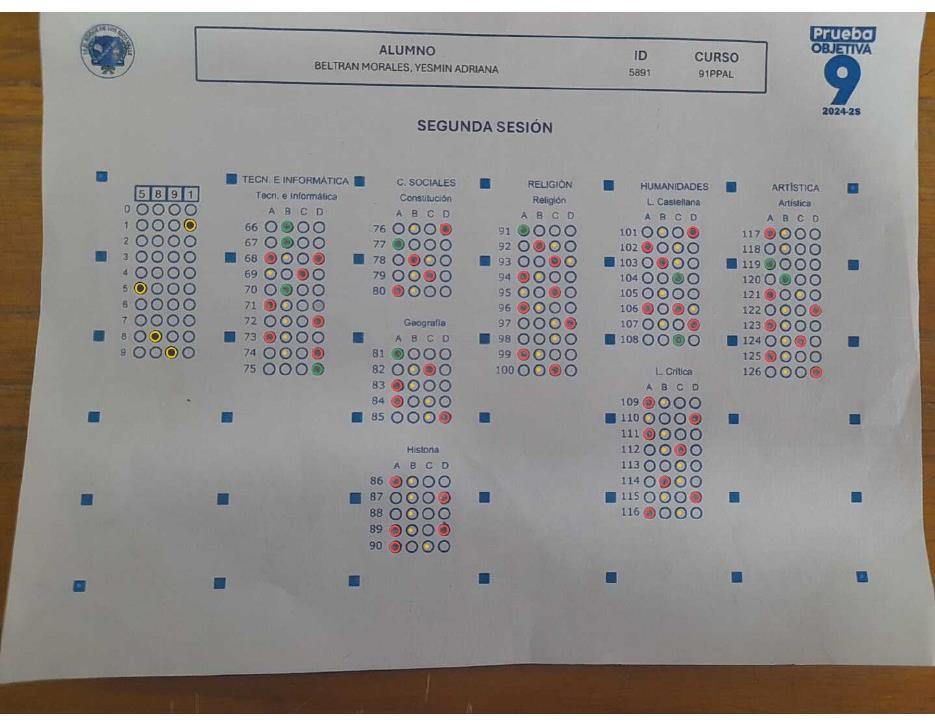 Prueba
OBJETIVA
9
2024-2S
ALUMNO
BELTRAN MORALES, YESMIN ADRIANA
ID
5891
CURSO
91PPAL
SEGUNDA SESIÓN
5 8 9 1
0
1
2
3
4
5
6
7
8
9
TECN. E INFORMÁTICA
Tecn. e Informática
A B C D
66
67
68
69
70
71
72
73
74
75
C. SOCIALES
Constitución
A B C D
76
77
78
79
80
Geografía
A B C D
81
82
83
84
85
Historia
A B C D
86
87
88
89
90
RELIGIÓN
Religión
A B C D
91
92
93
94
95
96
97
98
99
100
HUMANIDADES
L. Castellana
A B C D
101
102
103
104
105
106
107
108
L. Crítica
A B C D
109
110
111
112
113
114
115
116
ARTÍSTICA
Artística
A B C D
117
118
119
120
121
122
123
124
125
126